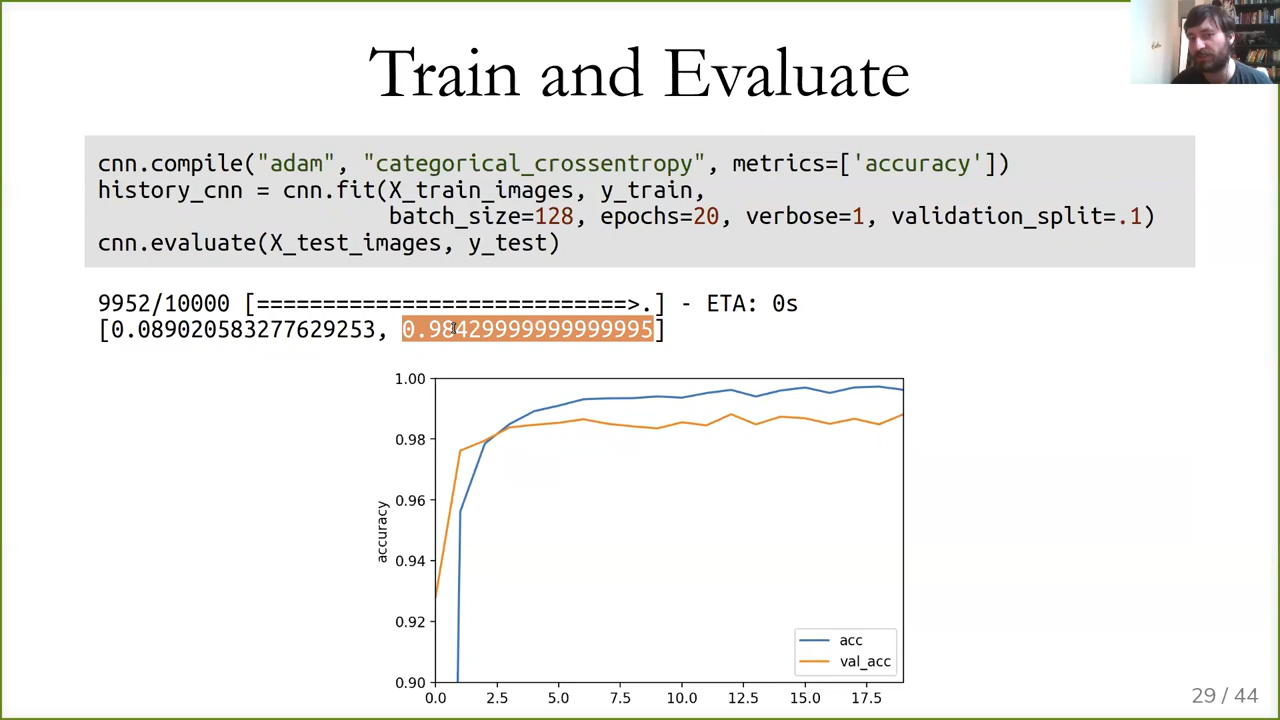 Train and Evaluate
cnn.compile("adam", "categorical_crossentropy", metrics=['accuracy'])
history_cnn = cnn.fit(X_train_images, y_train,
batch_size=128, epochs=20, verbose=1, validation_split=.1)
cnn.evaluate(X_test_images, y_test)
9952/10000 [============================>.] - ETA: 0s
[0.089020583277629253, 0.98429999999999995]
1.00
0.98
0.96
0.94
0.92
0.90
accuracy
acc
val_acc
0.0 2.5 5.0 7.5 10.0 12.5 15.0 17.5
29 / 44